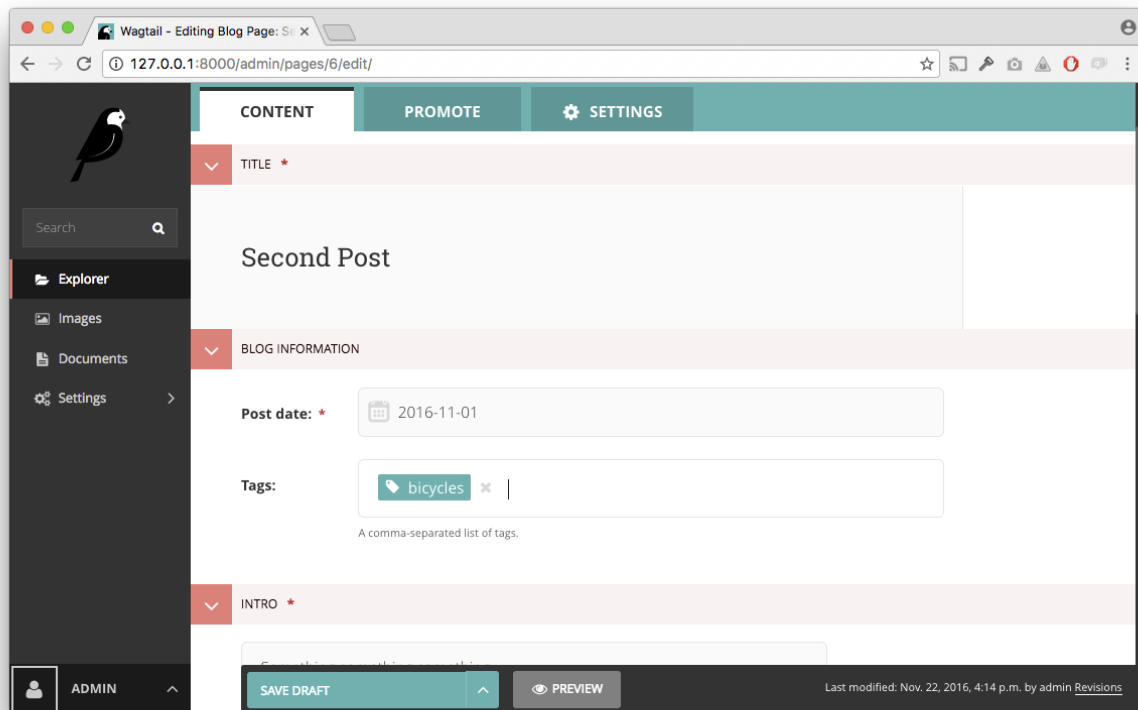 Wagtail - Editing Blog Page: Se
127.0.0.1:8000/admin/pages/6/edit/
CONTENT
PROMOTE
SETTINGS
Search
Explorer
Images
Documents
Settings
ADMIN
TITLE *
Second Post
BLOG INFORMATION
Post date: *
2016-11-01
Tags:
bicycles
A comma-separated list of tags.
INTRO *
SAVE DRAFT
PREVIEW
Last modified: Nov. 22, 2016, 4:14 p.m. by admin Revisions